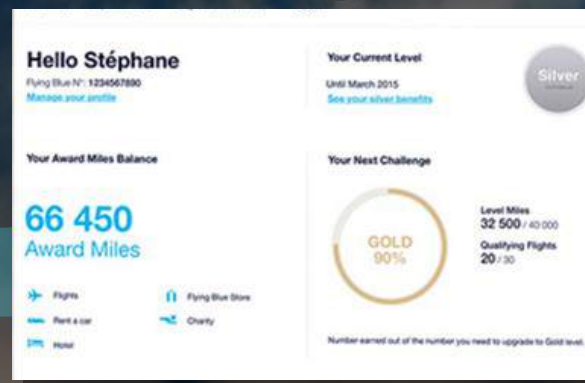 Hello Stéphane
Flying Blue N°: 1234567890
Manage your profile
Your Current Level
Until March 2015
See your silver benefits
Silver
Your Award Miles Balance
66 450
Award Miles
Flights
Flying Blue Store
Rent a car
Charity
Hotel
Your Next Challenge
GOLD
90%
Level Miles
32 500 / 40 000
Qualifying Flights
20 / 30
Number earned out of the number you need to upgrade to Gold level.